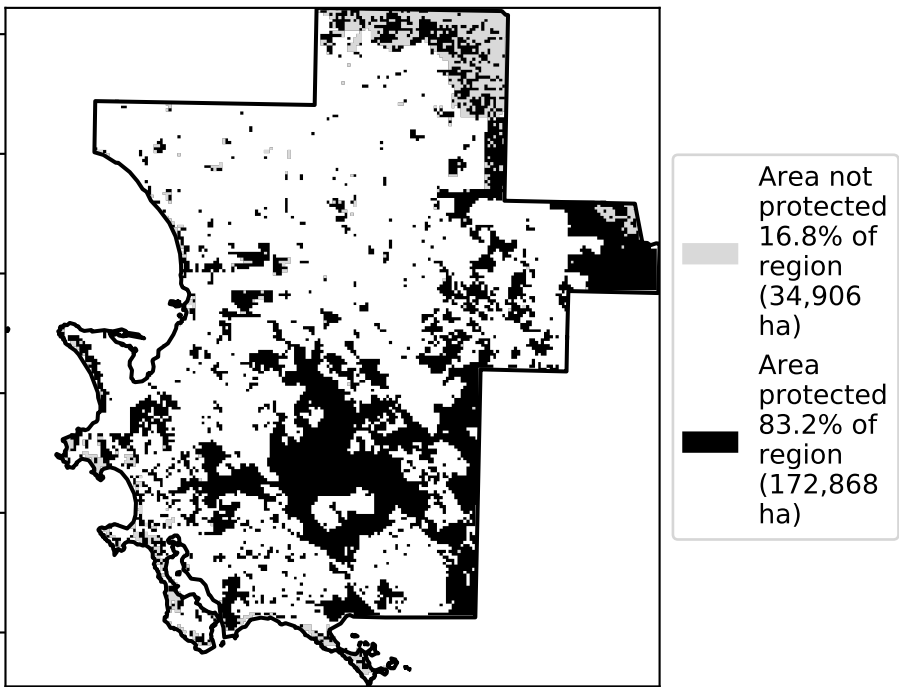 Area not
protected
16.8% of
region
(34,906
ha)
Area
protected
83.2% of
region
(172,868
ha)